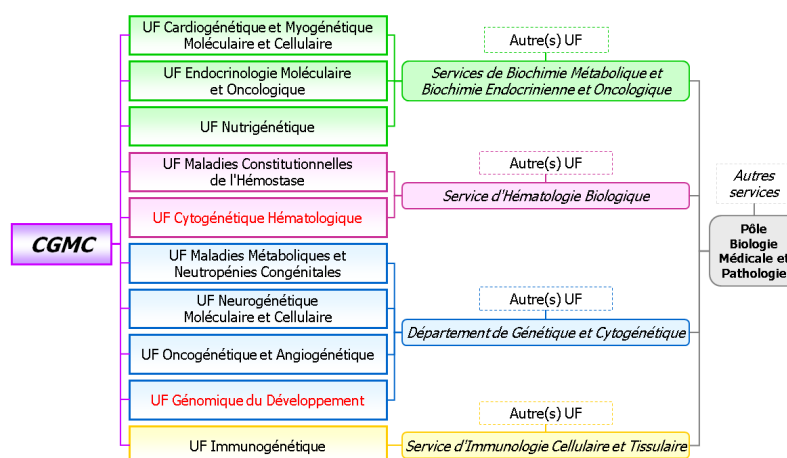 CGMC
UF Cardiogénétique et Myogénétique
Moléculaire et Cellulaire
UF Endocrinologie Moléculaire
et Oncologique
UF Nutrigénétique
UF Maladies Constitutionnelles
de l'Hémostase
UF Cytogénétique Hématologique
UF Maladies Métaboliques et
Neutropénies Congénitales
UF Neurogénétique
Moléculaire et Cellulaire
UF Oncogénétique et Angiogénétique
UF Génomique du Développement
UF Immunogénétique
Autre(s) UF
Services de Biochimie Métabolique et
Biochimie Endocrinienne et Oncologique
Autre(s) UF
Service d'Hématologie Biologique
Autre(s) UF
Département de Génétique et Cytogénétique
Autre(s) UF
Service d'Immunologie Cellulaire et Tissulaire
Autres
services
Pôle
Biologie
Médicale et
Pathologie